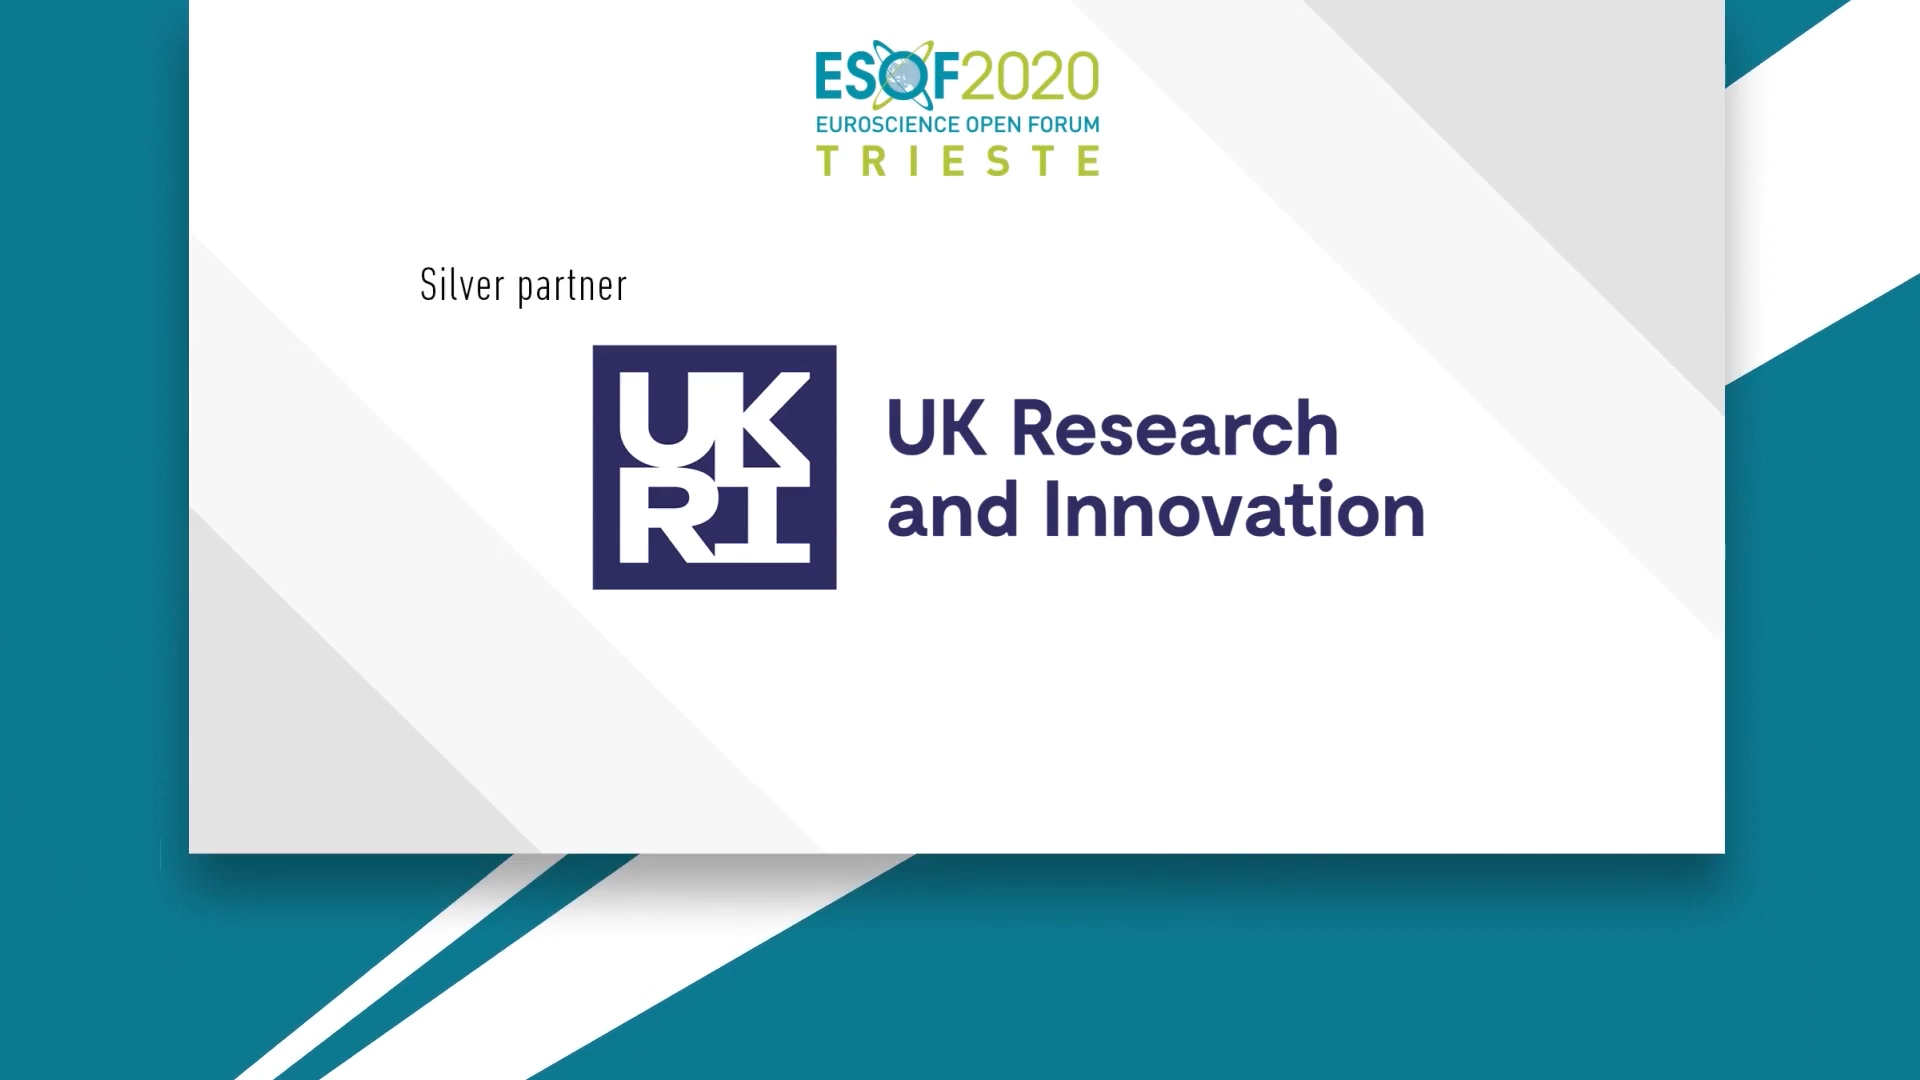 ESOF2020
EUROSCIENCE OPEN FORUM
TRIESTE
Silver partner
UK
RI
UK Research
and Innovation